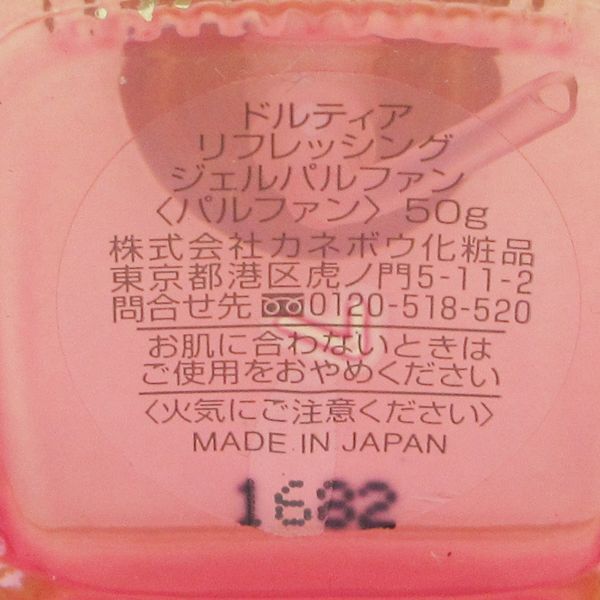 ドルティア
リフレッシング
ジェルパルファン
〈パルファン〉 50g
株式会社カネボウ化粧品
東京都港区虎ノ門5-11-2
問合せ先 0120-518-520
お肌に合わないときは
ご使用をおやめください
〈火気にご注意ください〉
MADE IN JAPAN
1682